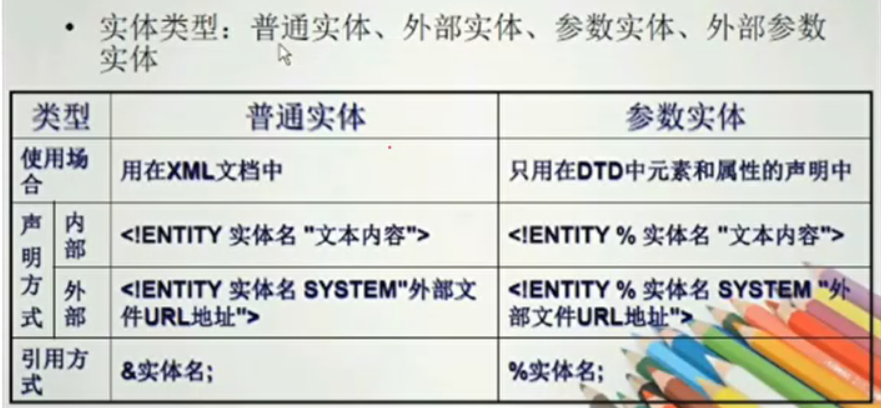 • 实体类型：普通实体、外部实体、参数实体、外部参数
实体
类型
普通实体
参数实体
使用场
合
用在XML文档中
只用在DTD中元素和属性的声明中
声
明
方
式
内
部
<!ENTITY 实体名 "文本内容">
<!ENTITY % 实体名 "文本内容">
外
部
<!ENTITY 实体名 SYSTEM"外部文
件URL地址">
<!ENTITY % 实体名 SYSTEM "外
部文件URL地址">
引用方
式
&实体名;
%实体名;